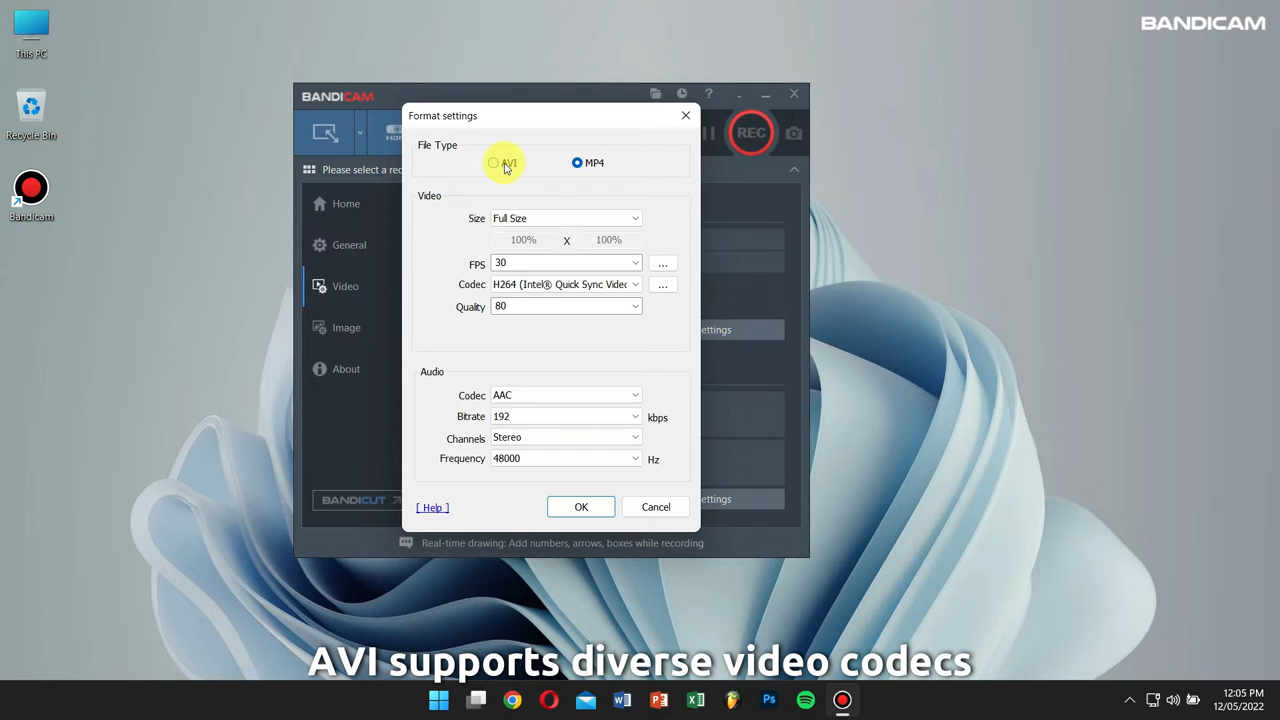 This PC
Recycle Bin
Bandicam
BANDICAM
BANDICAM
?
REC
Please select a rec
Home
General
Video
Image
About
BANDICUT
ettings
ettings
Real-time drawing: Add numbers, arrows, boxes while recording
Format settings
File Type
AVI
MP4
Video
Size
Full Size
100% X 100%
FPS
30
...
Codec
H264 (Intel® Quick Sync Video
...
Quality
80
Audio
Codec
AAC
Bitrate
192
kbps
Channels
Stereo
Frequency
48000
Hz
[ Help ]
OK
Cancel
AVI supports diverse video codecs
Ps
12:05 PM
12/05/2022